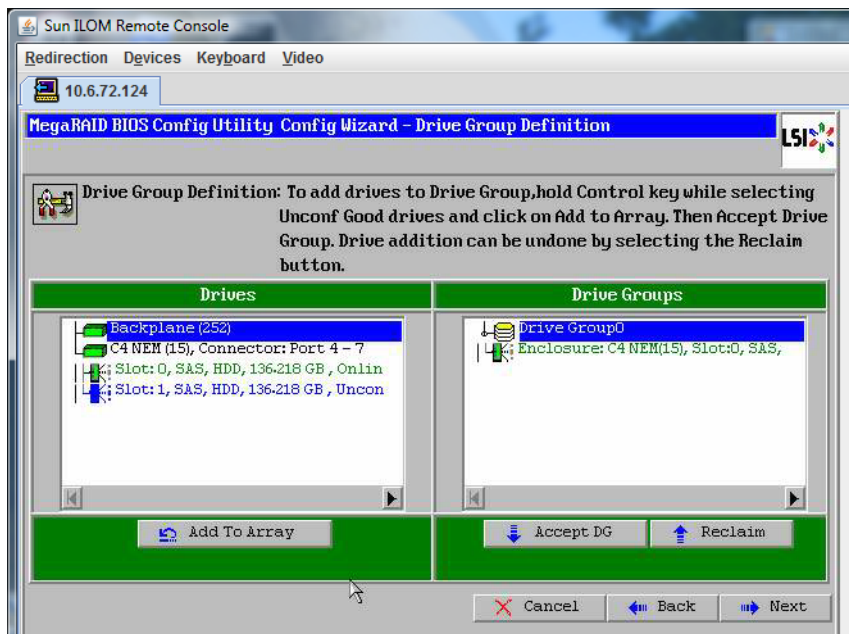 Sun ILOM Remote Console
Redirection Devices Keyboard Video
10.6.72.124
MegaRAID BIOS Config Utility Config Wizard - Drive Group Definition
LSI
Drive Group Definition: To add drives to Drive Group,hold Control key while selecting
Unconf Good drives and click on Add to Array. Then Accept Drive
Group. Drive addition can be undone by selecting the Reclaim
button.
Drives
Drive Groups
Backplane (252)
C4 NEM (15), Connector: Port 4 - 7
Slot: 0, SAS, HDD, 136.218 GB , Onlin
Slot: 1, SAS, HDD, 136.218 GB , Uncon
Drive Group0
Enclosure: C4 NEM(15), Slot:0, SAS,
Add To Array
Accept DG
Reclaim
Cancel
Back
Next